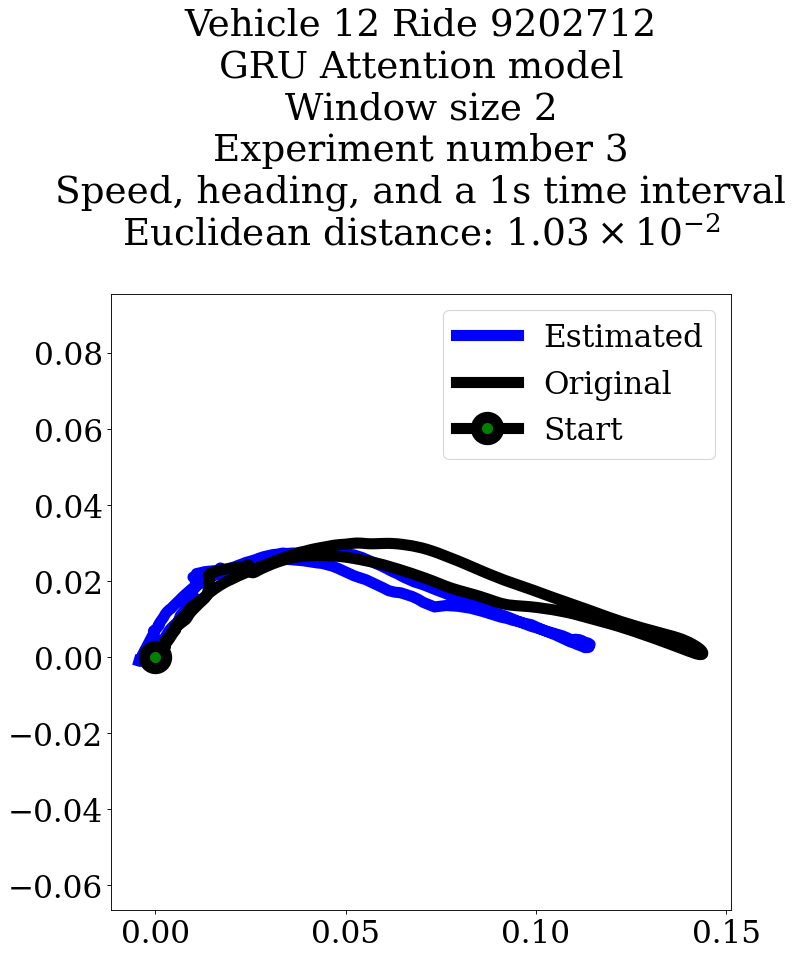 Vehicle 12 Ride 9202712
GRU Attention model
Window size 2
Experiment number 3
Speed, heading, and a 1s time interval
Euclidean distance: 1.03 × 10⁻²
Estimated
Original
Start
0.08
0.06
0.04
0.02
0.00
−0.02
−0.04
−0.06
0.00 0.05 0.10 0.15